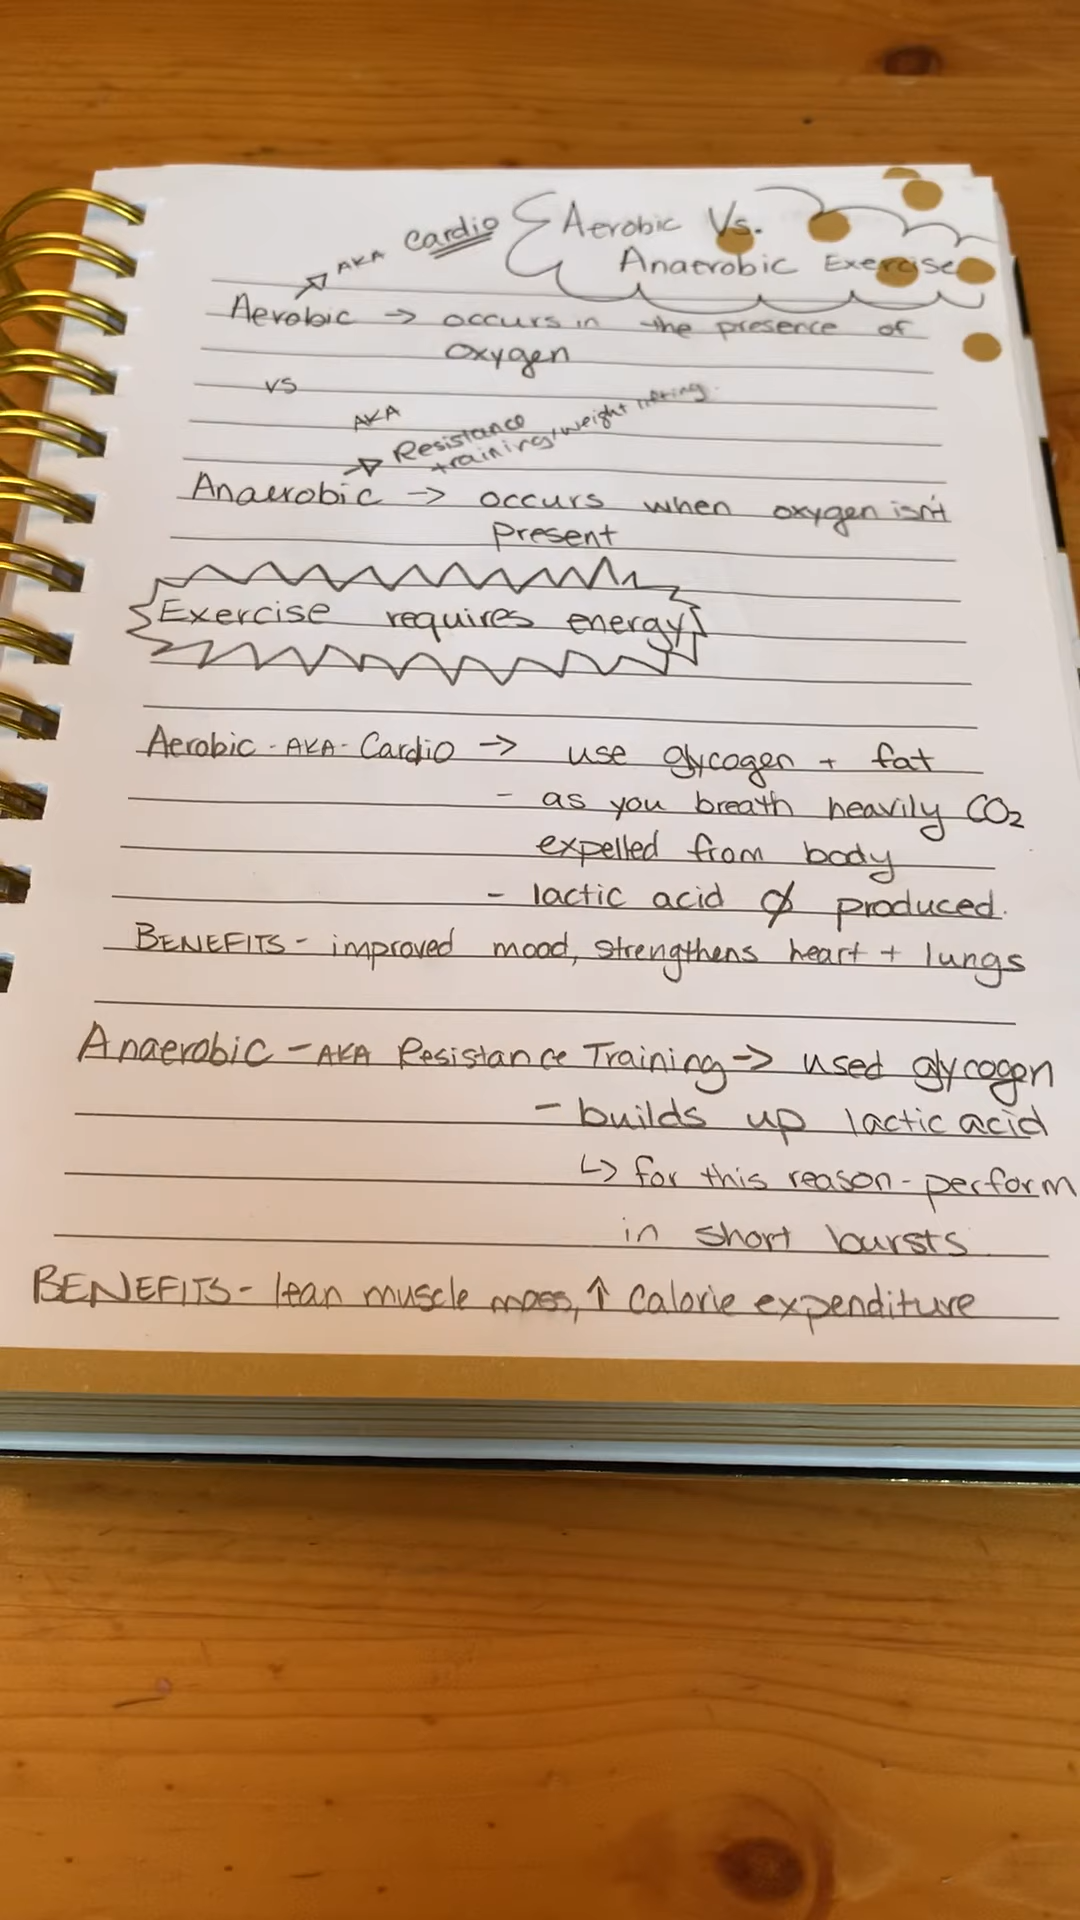 Aerobic Vs.
Anaerobic Exercise
AKA Cardio
Aerobic → occurs in the presence of
oxygen
vs
AKA
Resistance
training/weight lifting.
Anaerobic → occurs when oxygen isn't
present
Exercise requires energy
Aerobic - AKA - Cardio → use glycogen + fat
- as you breath heavily CO2
expelled from body
- lactic acid ∅ produced.
BENEFITS - improved mood, strengthens heart + lungs
Anaerobic - AKA Resistance Training → used glycogen
- builds up lactic acid
↳ for this reason - perform
in short bursts
BENEFITS - lean muscle mass, ↑ calorie expenditure